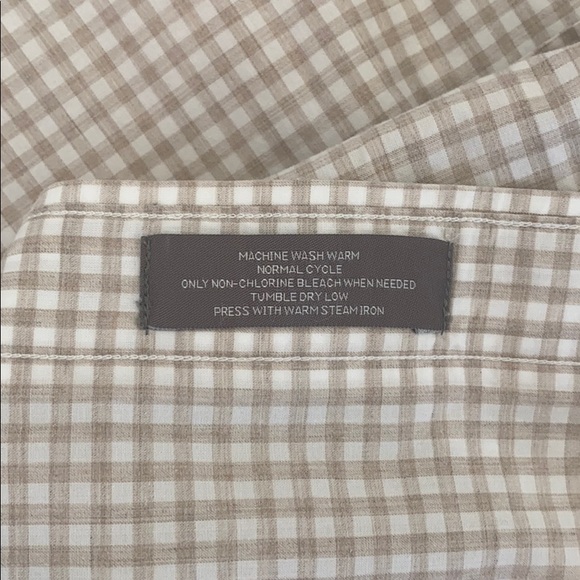 MACHINE WASH WARM
NORMAL CYCLE
ONLY NON-CHLORINE BLEACH WHEN NEEDED
TUMBLE DRY LOW
PRESS WITH WARM STEAM IRON